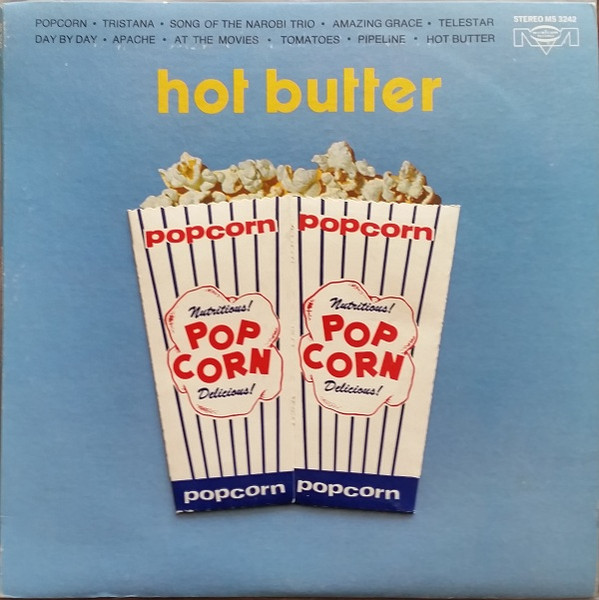 POPCORN • TRISTANA • SONG OF THE NAROBI TRIO • AMAZING GRACE • TELESTAR
DAY BY DAY • APACHE • AT THE MOVIES • TOMATOES • PIPELINE • HOT BUTTER
STEREO MS 3242
hot butter
popcorn popcorn
Nutritious! Nutritious!
POP POP
CORN CORN
Delicious! Delicious!
popcorn popcorn